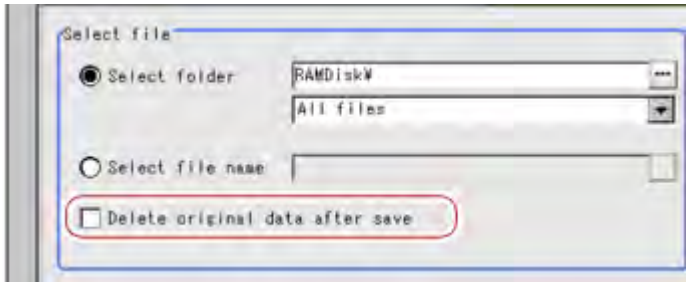 Select file
Select folder
RAMDisk¥
...
All files
Select file name
Delete original data after save